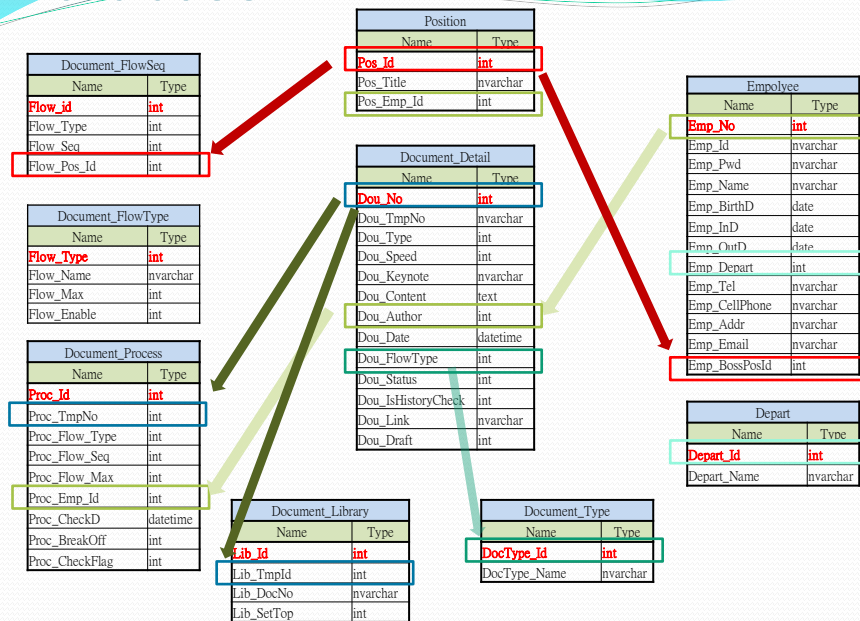 Position
Name Type
Pos_Id int
Pos_Title nvarchar
Pos_Emp_Id int
Document_FlowSeq
Name Type
Flow_id int
Flow_Type int
Flow_Seq int
Flow_Pos_Id int
Empolyee
Name Type
Emp_No int
Emp_Id nvarchar
Emp_Pwd nvarchar
Emp_Name nvarchar
Emp_BirthD date
Emp_InD date
Emp_OutD date
Emp_Depart int
Emp_Tel nvarchar
Emp_CellPhone nvarchar
Emp_Addr nvarchar
Emp_Email nvarchar
Emp_BossPosId int
Document_Detail
Name Type
Dou_No int
Dou_TmpNo nvarchar
Dou_Type int
Dou_Speed int
Dou_Keynote nvarchar
Dou_Content text
Dou_Author int
Dou_Date datetime
Dou_FlowType int
Dou_Status int
Dou_IsHistoryCheck int
Dou_Link nvarchar
Dou_Draft int
Document_FlowType
Name Type
Flow_Type int
Flow_Name nvarchar
Flow_Max int
Flow_Enable int
Document_Process
Name Type
Proc_Id int
Proc_TmpNo int
Proc_Flow_Type int
Proc_Flow_Seq int
Proc_Flow_Max int
Proc_Emp_Id int
Proc_CheckD datetime
Proc_BreakOff int
Proc_CheckFlag int
Depart
Name Type
Depart_Id int
Depart_Name nvarchar
Document_Library
Name Type
Lib_Id int
Lib_TmpId int
Lib_DocNo nvarchar
Lib_SetTop int
Document_Type
Name Type
DocType_Id int
DocType_Name nvarchar